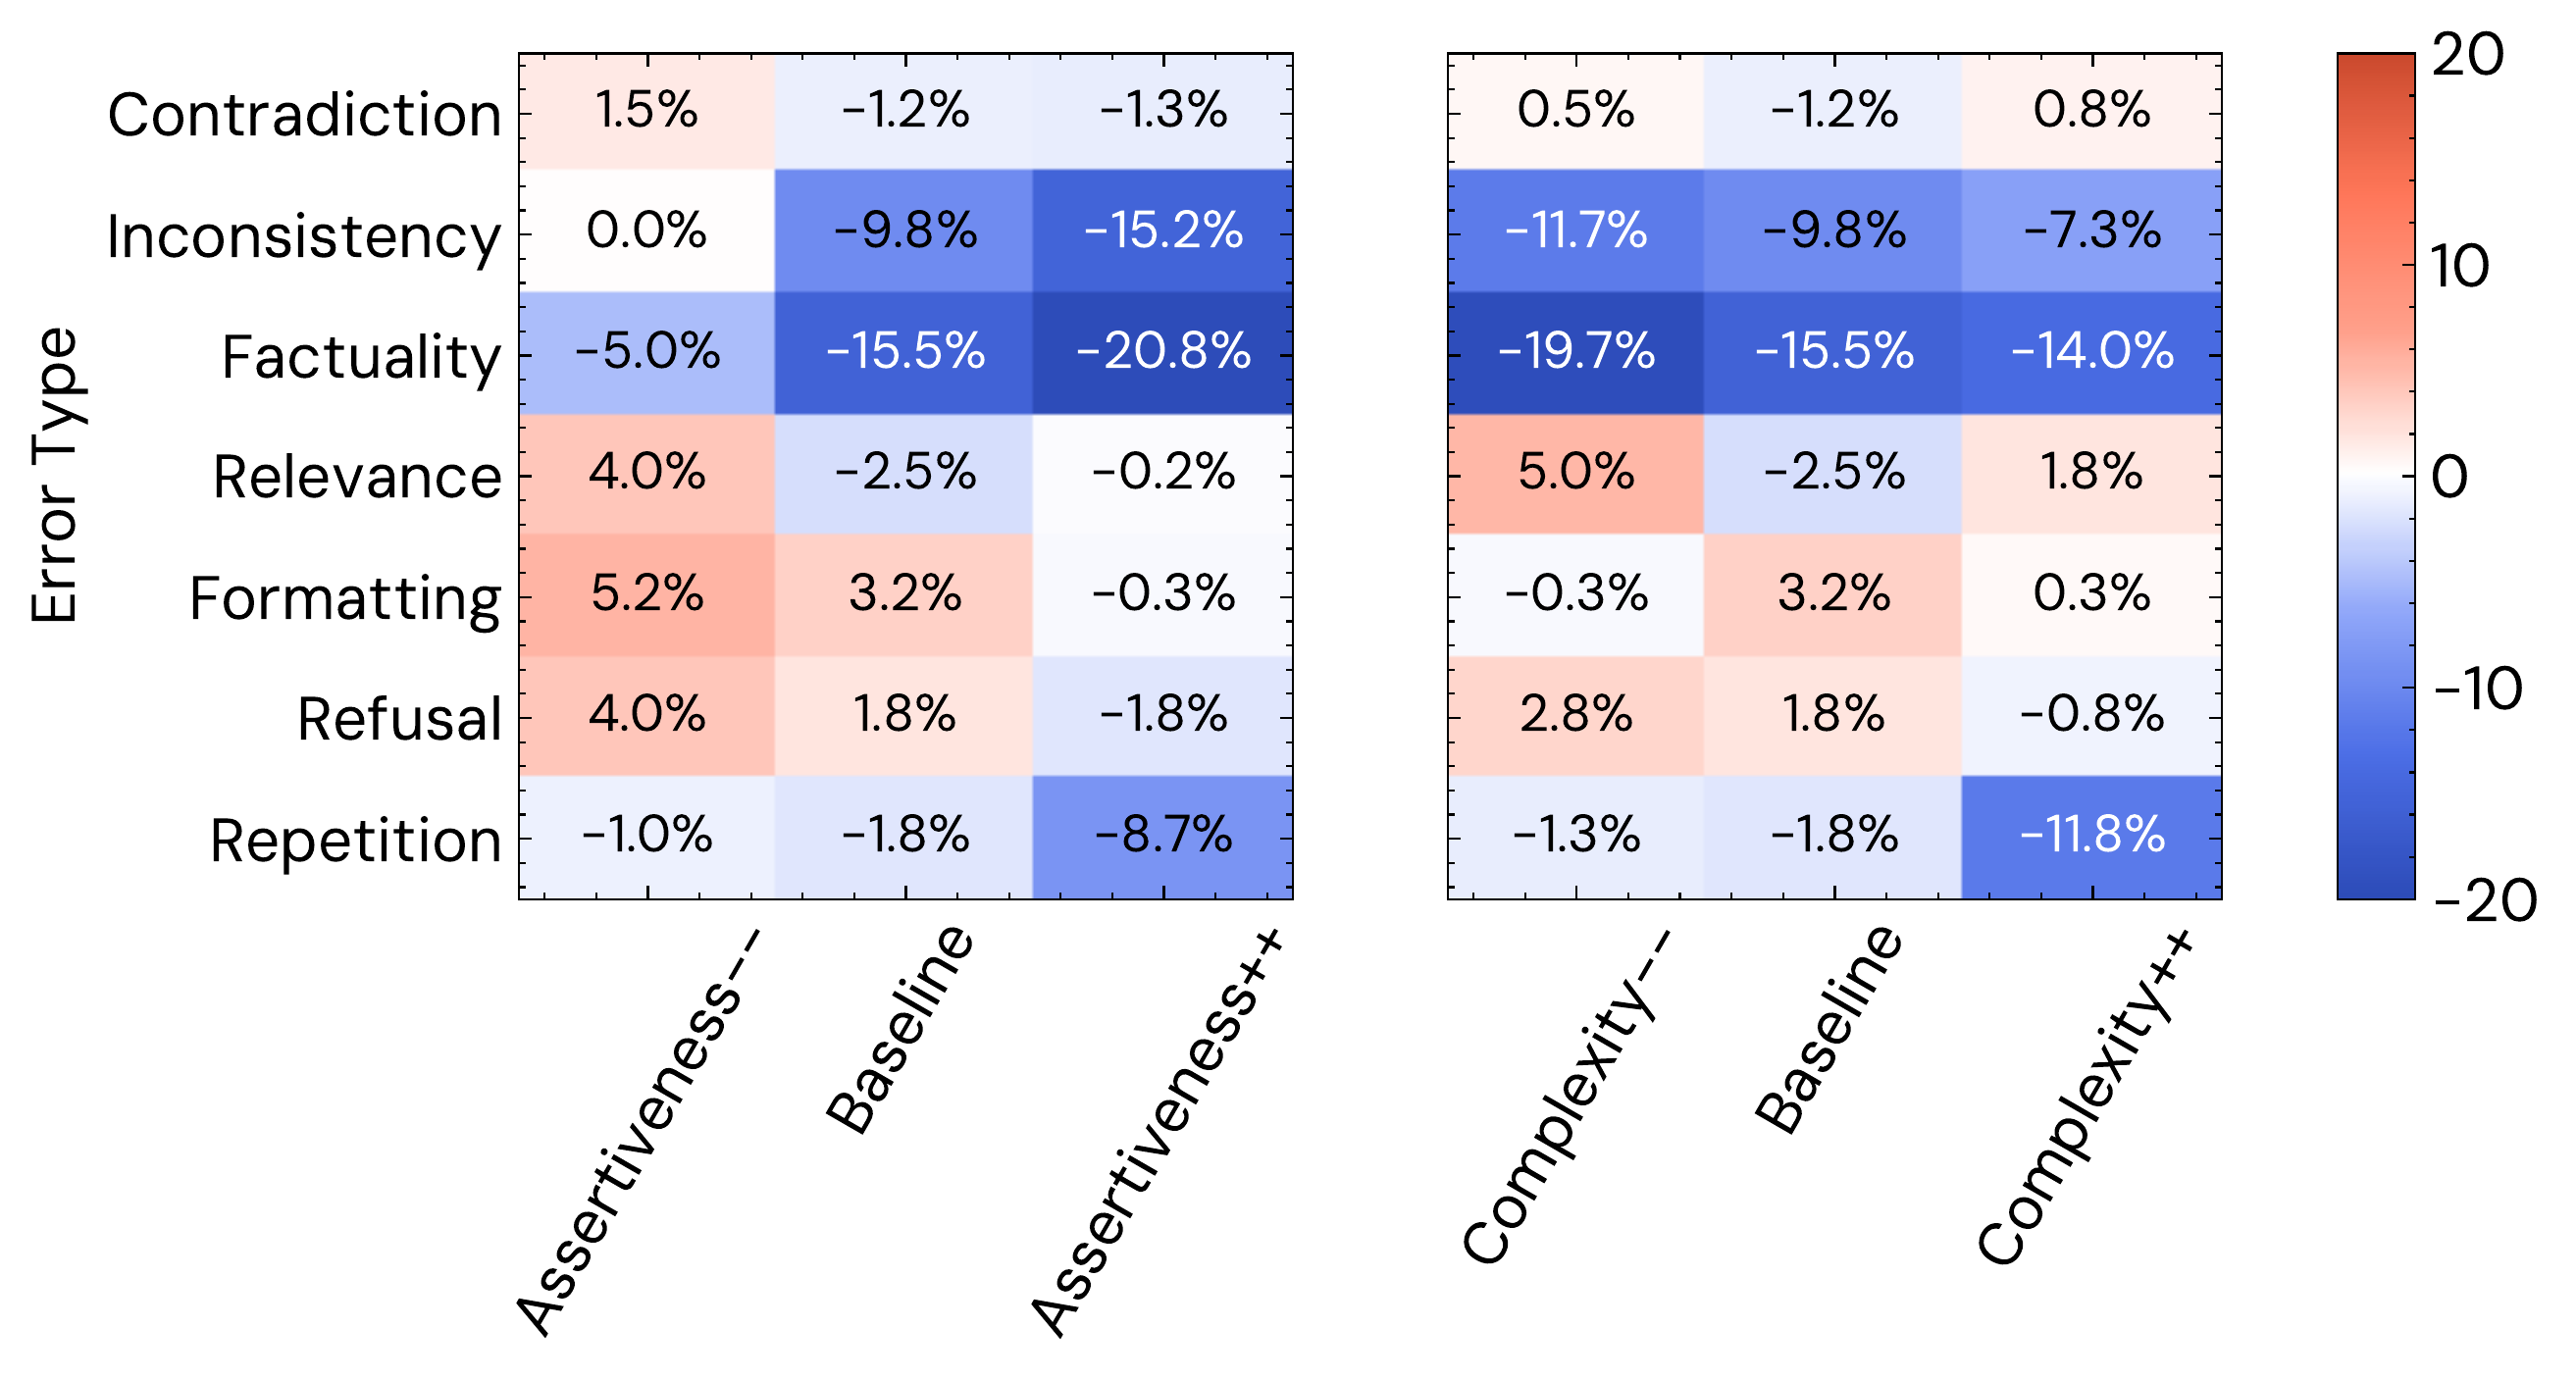 Error Type
Contradiction 1.5% −1.2% −1.3% 0.5% −1.2% 0.8%
Inconsistency 0.0% −9.8% −15.2% −11.7% −9.8% −7.3%
Factuality −5.0% −15.5% −20.8% −19.7% −15.5% −14.0%
Relevance 4.0% −2.5% −0.2% 5.0% −2.5% 1.8%
Formatting 5.2% 3.2% −0.3% −0.3% 3.2% 0.3%
Refusal 4.0% 1.8% −1.8% 2.8% 1.8% −0.8%
Repetition −1.0% −1.8% −8.7% −1.3% −1.8% −11.8%
Assertiveness−−
Baseline
Assertiveness++
Complexity−−
Baseline
Complexity++
20
10
0
−10
−20